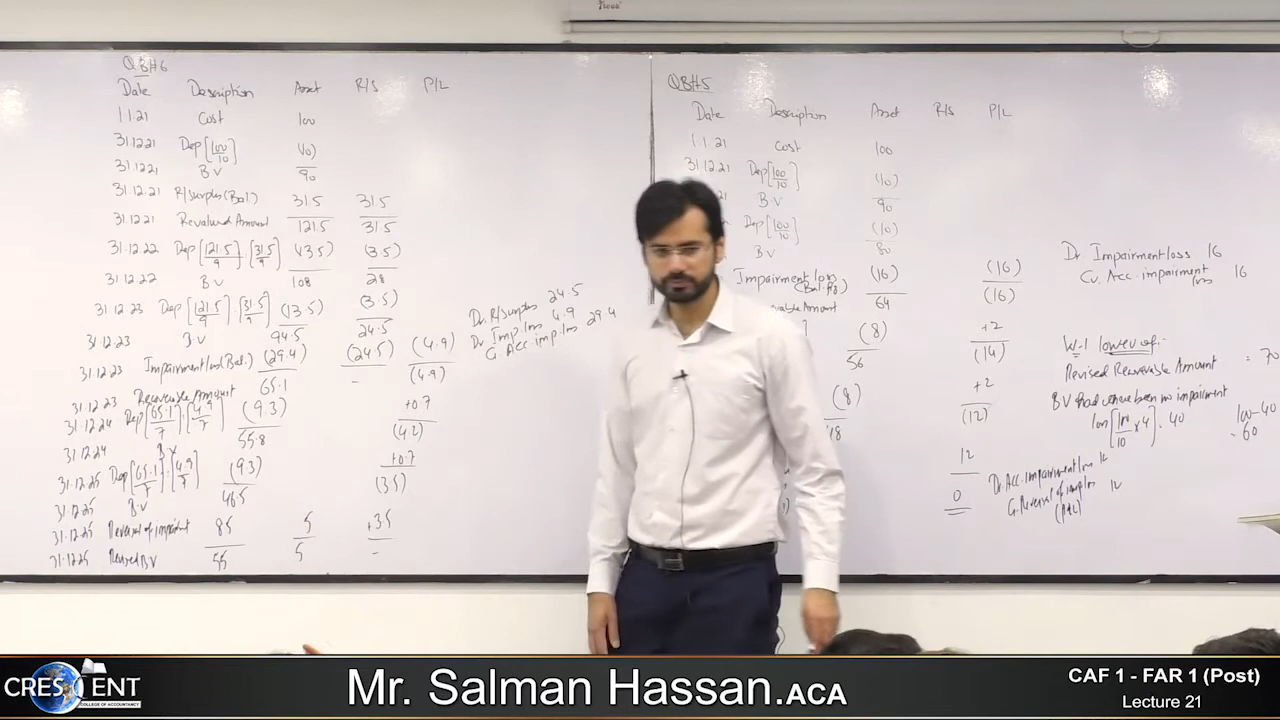 QBH6
Date Description Asset R/S P/L
1.1.21 Cost 100
31.12.21 Dep[100/10] (10)
31.12.21 B.V 90
31.12.21 R/surplus(Bal.) 31.5 31.5
31.12.21 Revalued Amount 121.5 31.5
31.12.22 Dep[121.5/9], [31.5/9] (13.5) (3.5)
31.12.22 B.V 108 28
31.12.23 Dep[121.5/9], [31.5/9] (13.5) (3.5)
31.12.23 B.V 94.5 24.5
31.12.23 Impairment loss(Bal.) (29.4) (24.5) (4.9)
31.12.23 Recoverable Amount 65.1 - (4.9)
31.12.24 Dep[65.1/7], [4.9/7] (9.3) +0.7
31.12.24 B.V 55.8 (4.2)
31.12.25 Dep[65.1/7], [4.9/7] (9.3) +0.7
31.12.25 B.V 46.5 (3.5)
31.12.25 Reversal of impairment 8.5 5 +3.5
31.12.25 Revised B.V 55 5 -
Dr. R/surplus 24.5
Dr Imp.loss 4.9
Cr Acc.imp.loss 29.4
QBH5
Date Description Asset R/S P/L
1.1.21 Cost 100
31.12.21 Dep[100/10] (10)
B.V 90
Dep[100/10] (10)
B.V 80
Impairment loss (Bal.fig) (16) (16)
Amount 64 (16)
(8) +2
56 (14)
(8) +2
48 (12)
12
0
Dr Impairment loss 16
Cr. Acc. impairment loss 16
W-1 lower of:-
Revised Recoverable Amount =
BV had there been no impairment
100-[100/10 x 4] = 40 100-40
= 60
Dr Acc.impairment loss 12
Cr. Reversal of imp loss 12
(P&L)
CRESCENT
COLLEGE OF ACCOUNTANCY
Mr. Salman Hassan.ACA
CAF 1 - FAR 1 (Post)
Lecture 21